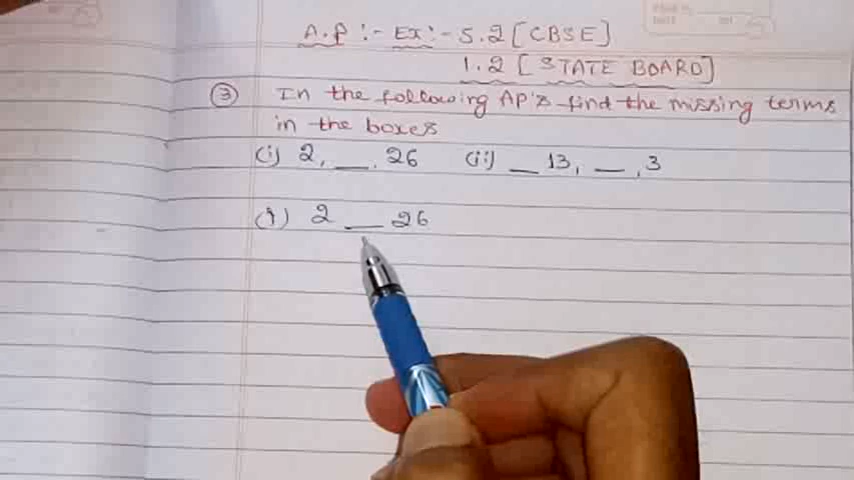 A.P :- Ex:- 5.2 [CBSE]
1.2 [STATE BOARD]
③ In the following AP's find the missing terms
in the boxes
(i) 2, __, 26 (ii) __ 13, __, 3
(i) 2 __ 26